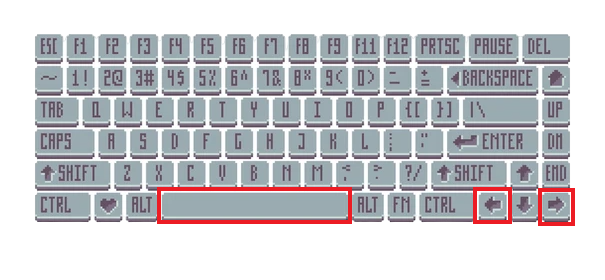 ESC F1 F2 F3 F4 F5 F6 F7 F8 F9 F11 F12 PRTSC PAUSE DEL
~ 1! 2@ 3# 4$ 5% 6^ 7& 8* 9( 0) - += BACKSPACE
TAB Q W E R T Y U I O P {[ }] |\ UP
CAPS A S D F G H J K L : " ENTER DN
SHIFT Z X C V B N M < > ?/ SHIFT END
CTRL ALT ALT FN CTRL